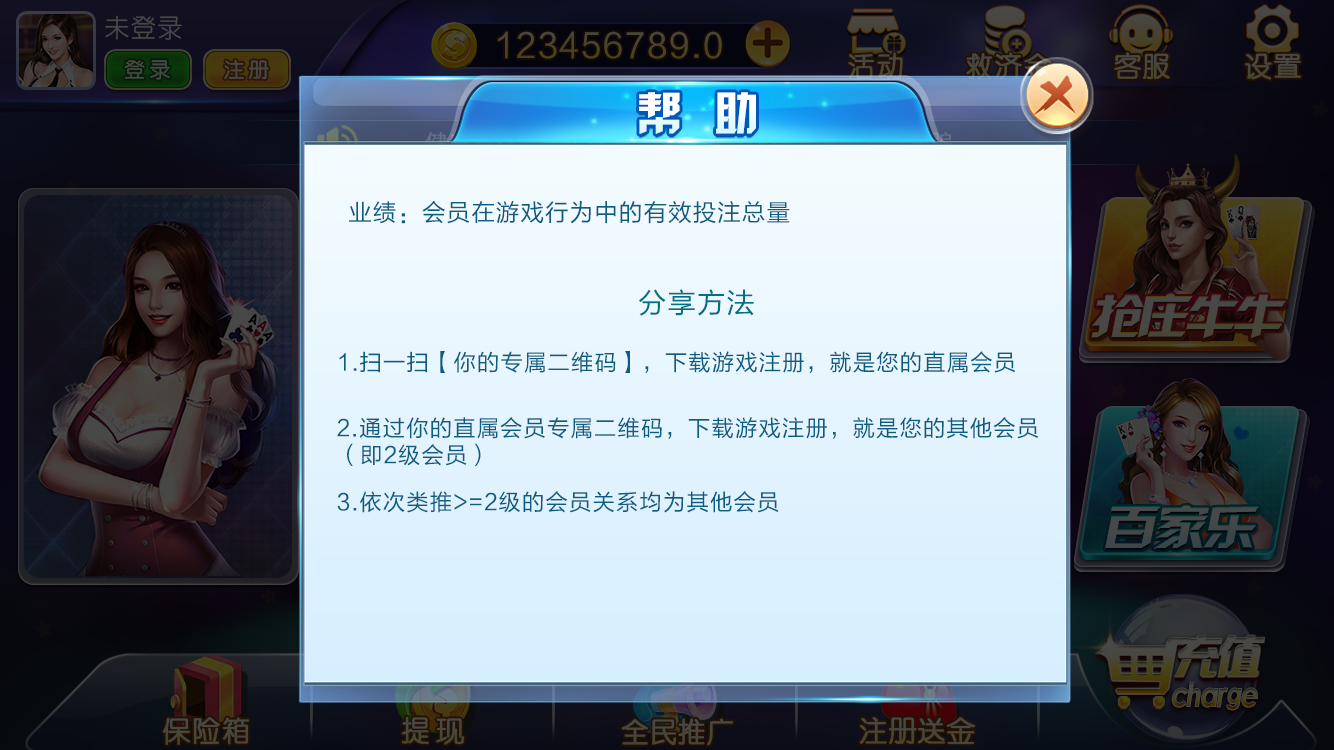 未登录
登录
注册
123456789.0
活动
救济金
客服
设置
帮 助
业绩：会员在游戏行为中的有效投注总量
分享方法
1.扫一扫【你的专属二维码】，下载游戏注册，就是您的直属会员
2.通过你的直属会员专属二维码，下载游戏注册，就是您的其他会员
（即2级会员）
3.依次类推>=2级的会员关系均为其他会员
抢庄牛牛
百家乐
充值
charge
保险箱
提现
全民推广
注册送金